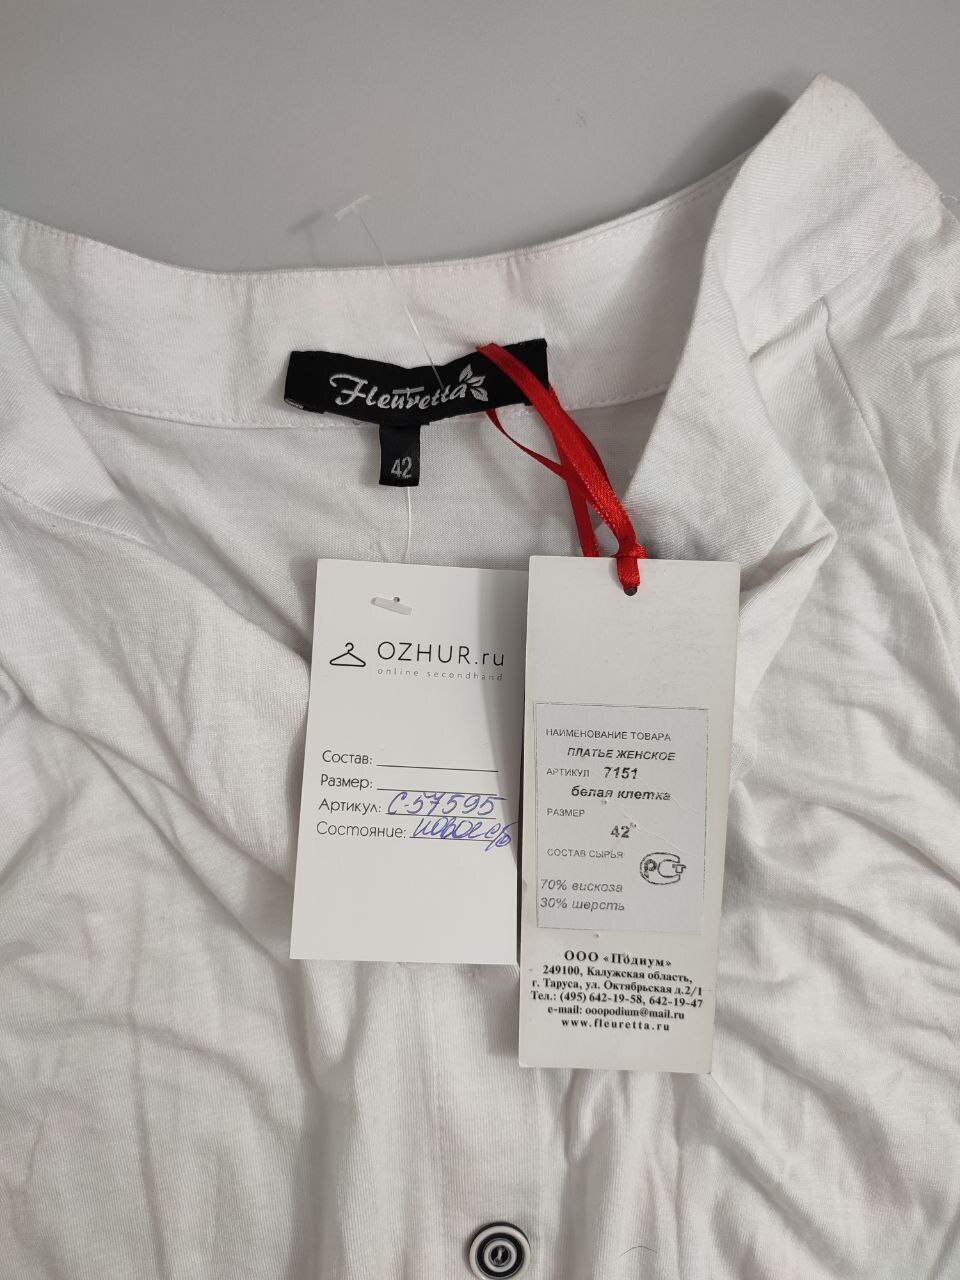 Fleuretta
42
OZHUR.ru
online secondhand
Состав:
Размер:
Артикул: С-57595
Состояние: новое с/б
НАИМЕНОВАНИЕ ТОВАРА
ПЛАТЬЕ ЖЕНСКОЕ
АРТИКУЛ 7151
белая клетка
РАЗМЕР
42
СОСТАВ СЫРЬЯ
РСТ
70% вискоза
30% шерсть
ООО «Подиум»
249100, Калужская область,
г. Таруса, ул. Октябрьская д.2/1
Тел.: (495) 642-19-58, 642-19-47
e-mail: ooopodium@mail.ru
www.fleuretta.ru